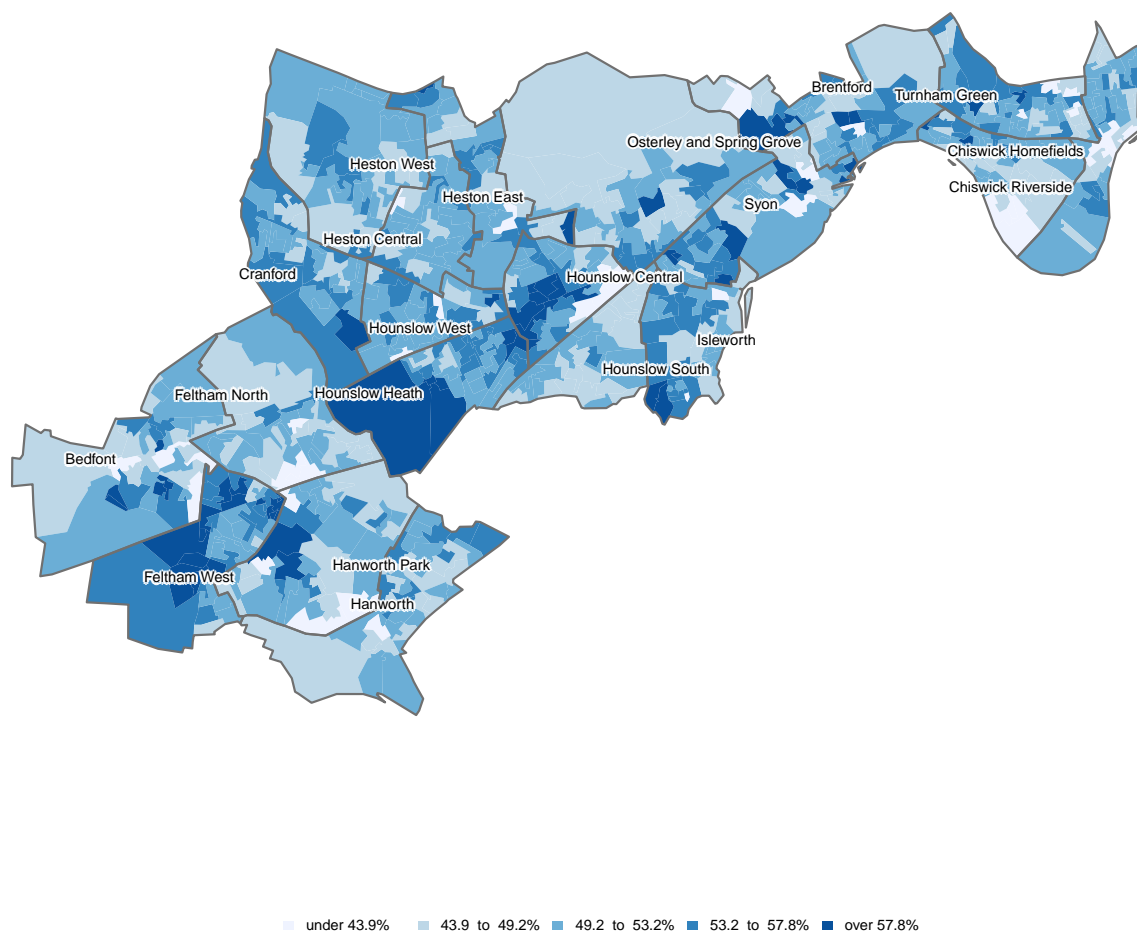 Brentford
Turnham Green
Osterley and Spring Grove
Chiswick Homefields
Heston West
Chiswick Riverside
Heston East
Syon
Heston Central
Cranford
Hounslow Central
Hounslow West
Isleworth
Hounslow South
Feltham North
Hounslow Heath
Bedfont
Hanworth Park
Feltham West
Hanworth
under 43.9% 43.9 to 49.2% 49.2 to 53.2% 53.2 to 57.8% over 57.8%